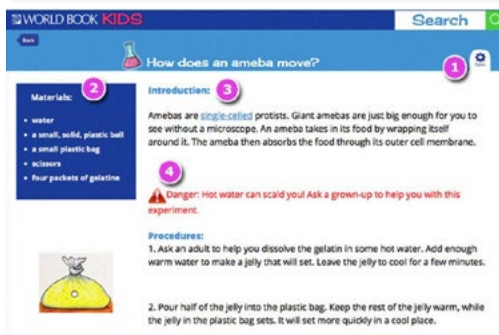 WORLD BOOK KIDS
Search
Back
How does an ameba move?
1
Tools
Materials:
2
• water
• a small, solid, plastic ball
• a small plastic bag
• scissors
• four packets of gelatine
Introduction:
3
Amebas are single-celled protists. Giant amebas are just big enough for you to
see without a microscope. An ameba takes in its food by wrapping itself
around it. The ameba then absorbs the food through its outer cell membrane.
4
Danger: Hot water can scald you! Ask a grown-up to help you with this
experiment.
Procedures:
1. Ask an adult to help you dissolve the gelatin in some hot water. Add enough
warm water to make a jelly that will set. Leave the jelly to cool for a few minutes.
2. Pour half of the jelly into the plastic bag. Keep the rest of the jelly warm, while
the jelly in the plastic bag sets. It will set more quickly in a cool place.